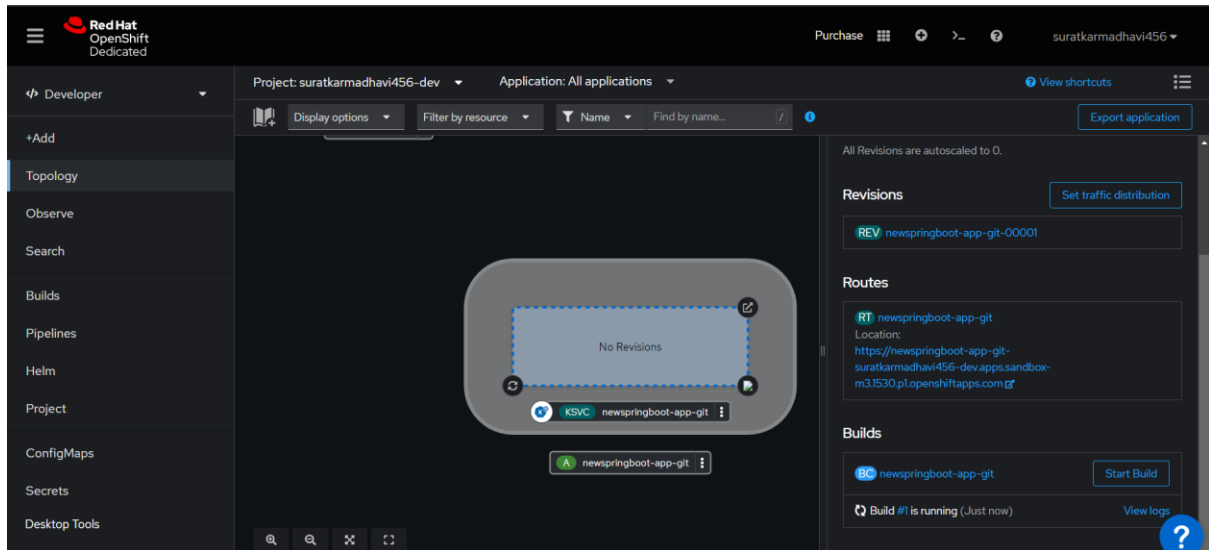 Red Hat
OpenShift
Dedicated
Purchase
suratkarmadhavi456
Developer
Project: suratkarmadhavi456-dev
Application: All applications
View shortcuts
Display options
Filter by resource
Name
Find by name...
/
Export application
+Add
Topology
Observe
Search
Builds
Pipelines
Helm
Project
ConfigMaps
Secrets
Desktop Tools
No Revisions
KSVC newspringboot-app-git
A newspringboot-app-git
All Revisions are autoscaled to 0.
Revisions
Set traffic distribution
REV newspringboot-app-git-00001
Routes
RT newspringboot-app-git
Location:
https://newspringboot-app-git-
suratkarmadhavi456-dev.apps.sandbox-
m3.1530.p1.openshiftapps.com
Builds
BC newspringboot-app-git
Start Build
Build #1 is running (Just now)
View logs
?